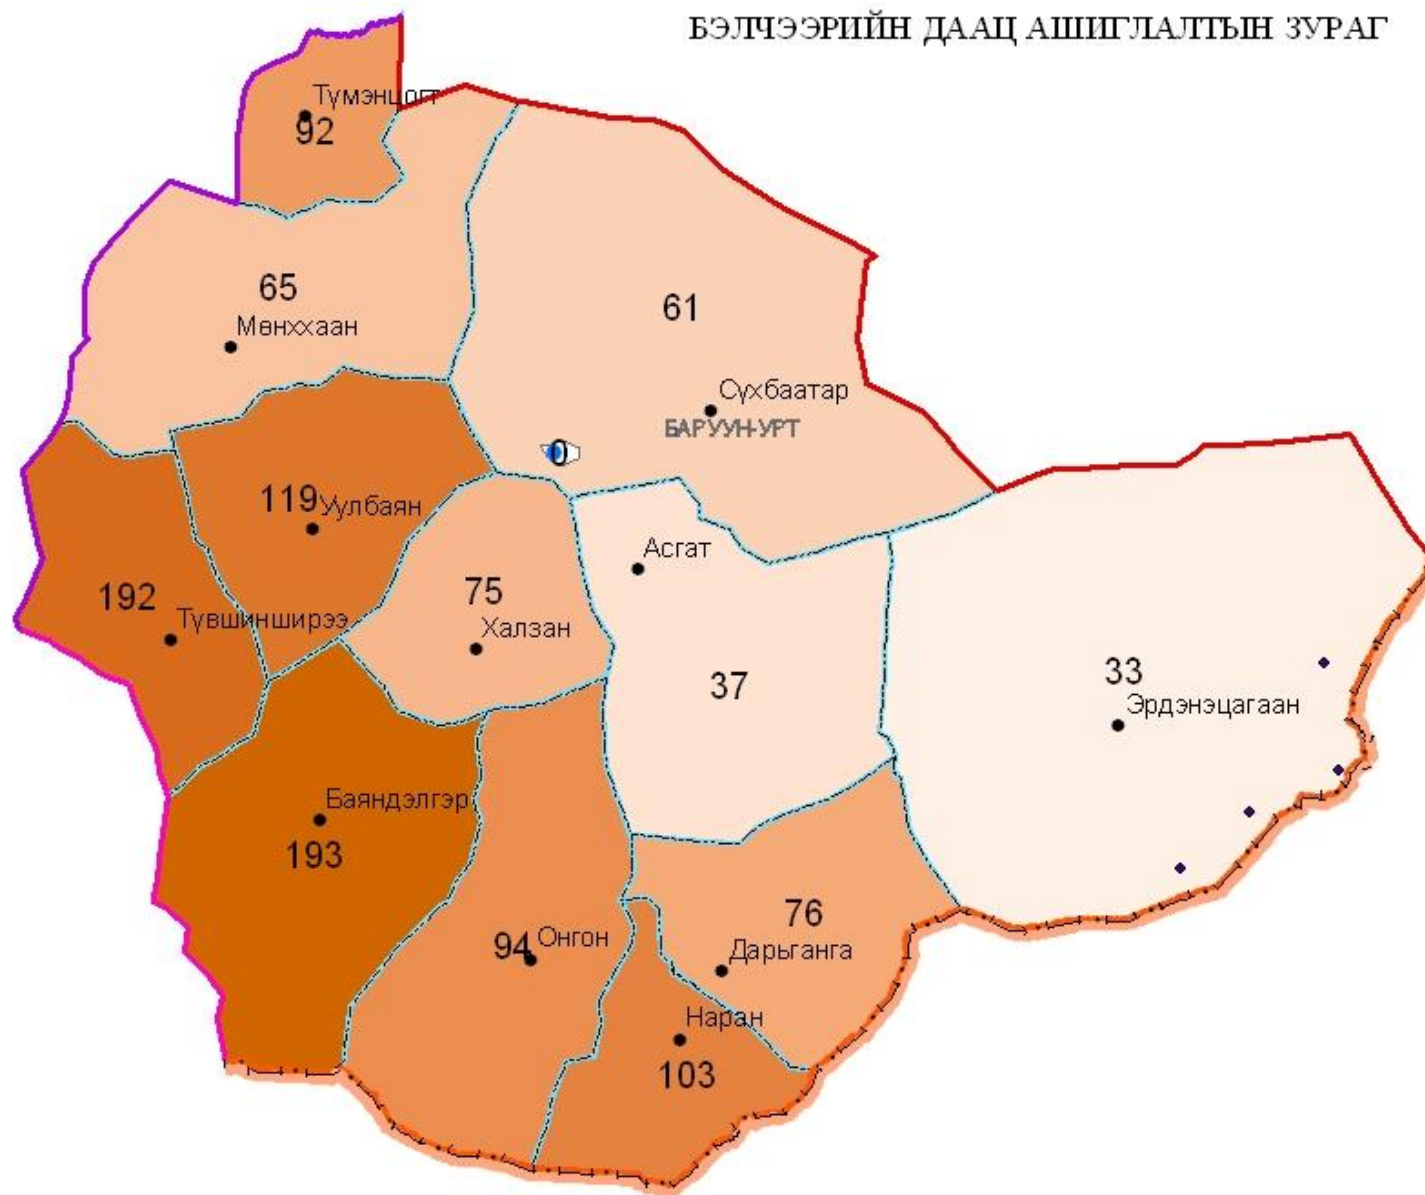 БЭЛЧЭЭРИЙН ДААЦ АШИГЛАЛТЫН ЗУРАГ
Түмэнцогт
92
65
Мөнххаан
61
Сүхбаатар
БАРУУН-УРТ
0
119
Уулбаян
Асгат
192
Түвшинширээ
75
Халзан
37
33
Эрдэнэцагаан
Баяндэлгэр
193
76
94
Онгон
Дарьганга
Наран
103